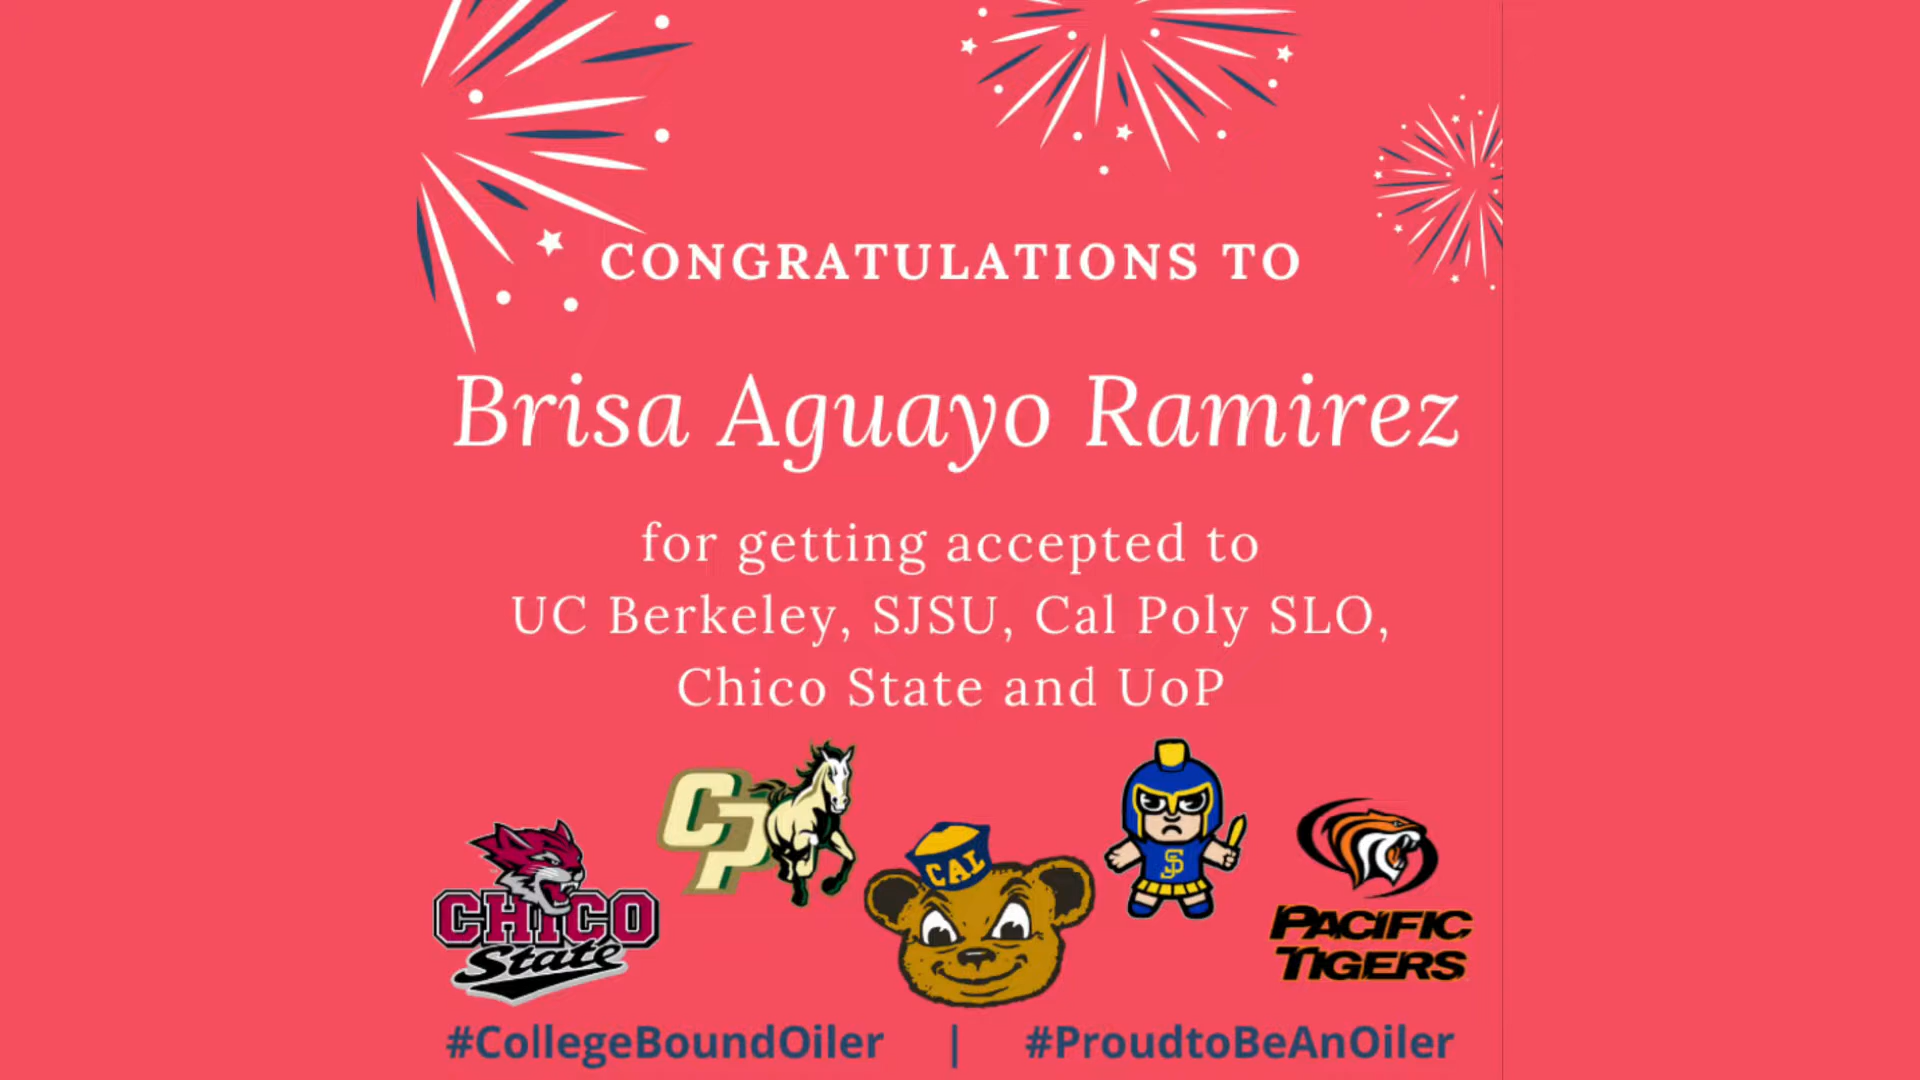 CONGRATULATIONS TO
Brisa Aguayo Ramirez
for getting accepted to
UC Berkeley, SJSU, Cal Poly SLO,
Chico State and UoP
CP
CAL
SJ
CHICO
State
PACIFIC
TIGERS
#CollegeBoundOiler | #ProudtoBeAnOiler